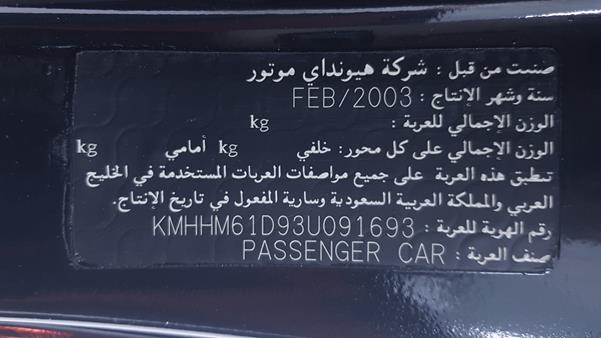 صنعت من قبل : شركة هيونداي موتور
سنة وشهر الإنتاج : FEB/2003
الوزن الإجمالي للعربة : kg
الوزن الإجمالي على كل محور: خلفي kg أمامي kg
تنطبق هذه العربة على جميع مواصفات العربات المستخدمة في الخليج
العربي والمملكة العربية السعودية وسارية المفعول في تاريخ الإنتاج.
رقم الهوية للعربة : KMHHM61D93U091693
صنف العربة : PASSENGER CAR